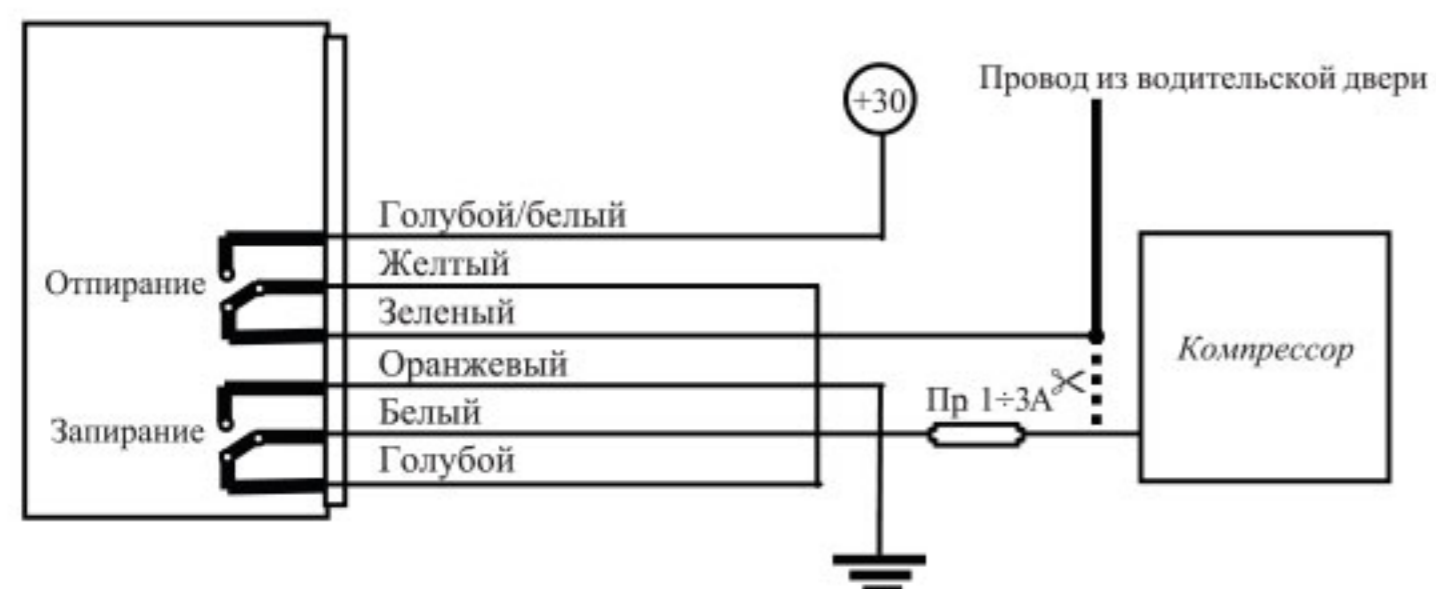 +30
Провод из водительской двери
Голубой/белый
Желтый
Отпирание
Зеленый
Оранжевый
Компрессор
Пр 1÷3А
Белый
Запирание
Голубой